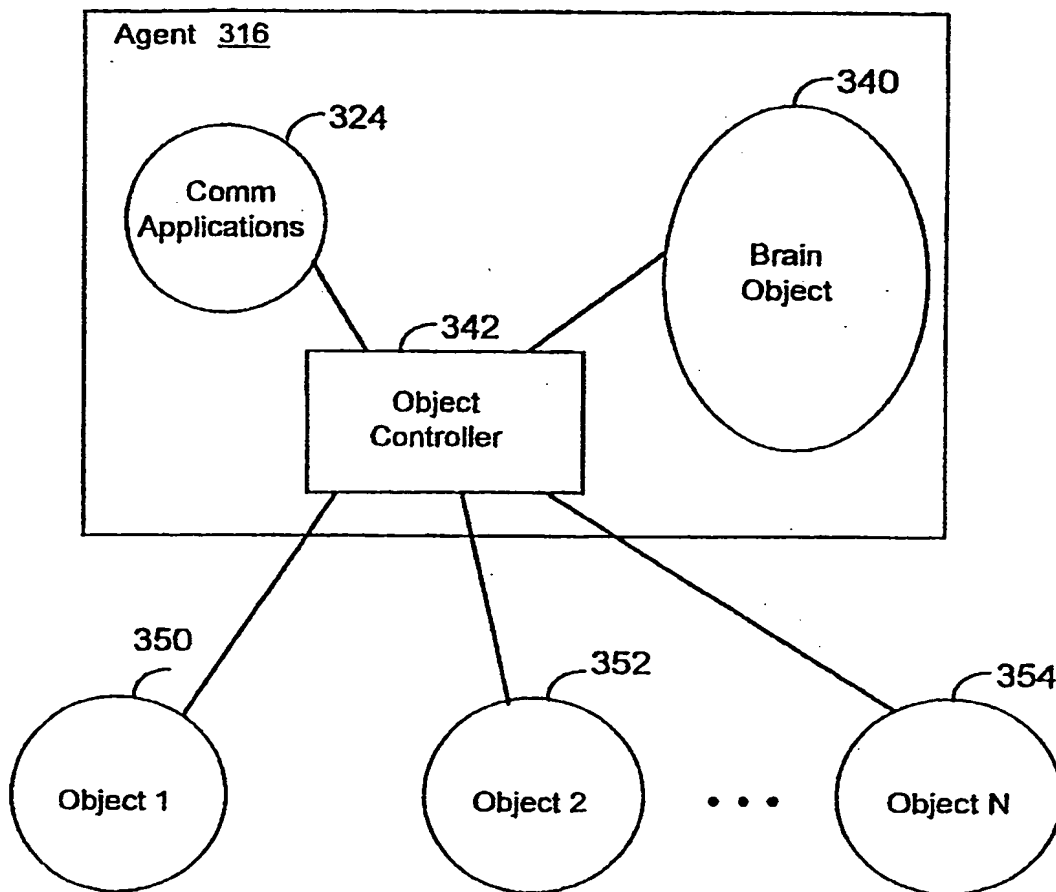 Agent 316
324
340
Comm
Applications
Brain
Object
342
Object
Controller
350
352
354
Object 1
Object 2
• • •
Object N